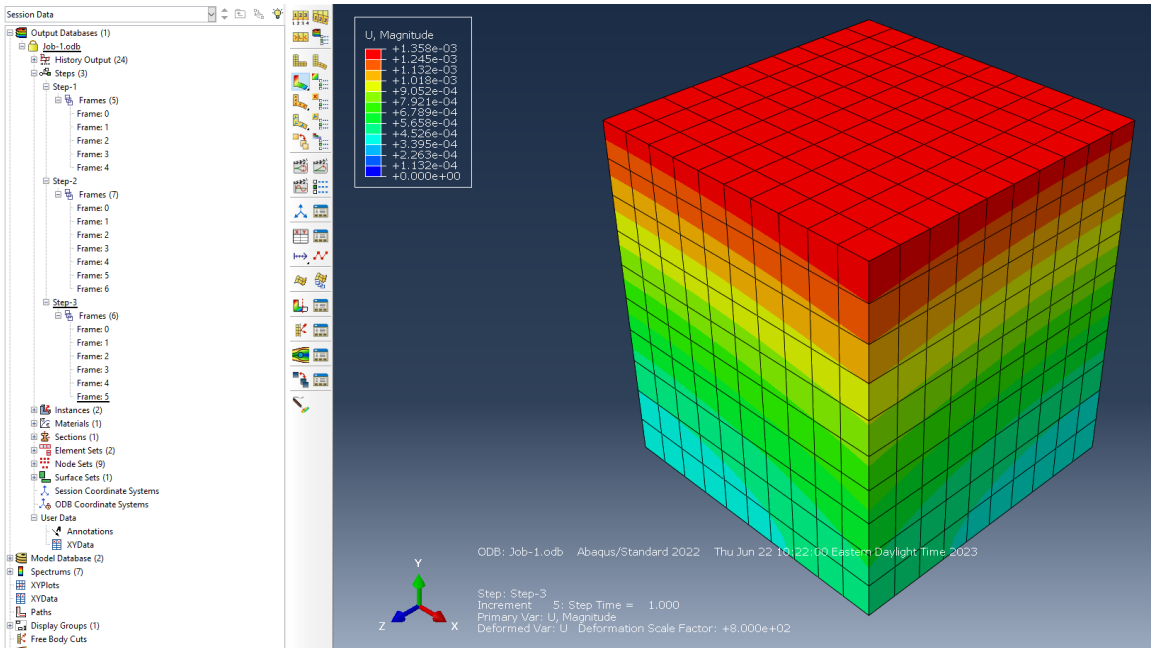 Session Data
Output Databases (1)
Job-1.odb
History Output (24)
Steps (3)
Step-1
Frames (5)
Frame: 0
Frame: 1
Frame: 2
Frame: 3
Frame: 4
Step-2
Frames (7)
Frame: 0
Frame: 1
Frame: 2
Frame: 3
Frame: 4
Frame: 5
Frame: 6
Step-3
Frames (6)
Frame: 0
Frame: 1
Frame: 2
Frame: 3
Frame: 4
Frame: 5
Instances (2)
Materials (1)
Sections (1)
Element Sets (2)
Node Sets (9)
Surface Sets (1)
Session Coordinate Systems
ODB Coordinate Systems
User Data
Annotations
XYData
Model Database (2)
Spectrums (7)
XYPlots
XYData
Paths
Display Groups (1)
Free Body Cuts
U, Magnitude
+1.358e-03
+1.245e-03
+1.132e-03
+1.018e-03
+9.052e-04
+7.921e-04
+6.789e-04
+5.658e-04
+4.526e-04
+3.395e-04
+2.263e-04
+1.132e-04
+0.000e+00
ODB: Job-1.odb Abaqus/Standard 2022 Thu Jun 22 10:22:00 Eastern Daylight Time 2023
Y
Z
X
Step: Step-3
Increment 5: Step Time = 1.000
Primary Var: U, Magnitude
Deformed Var: U Deformation Scale Factor: +8.000e+02